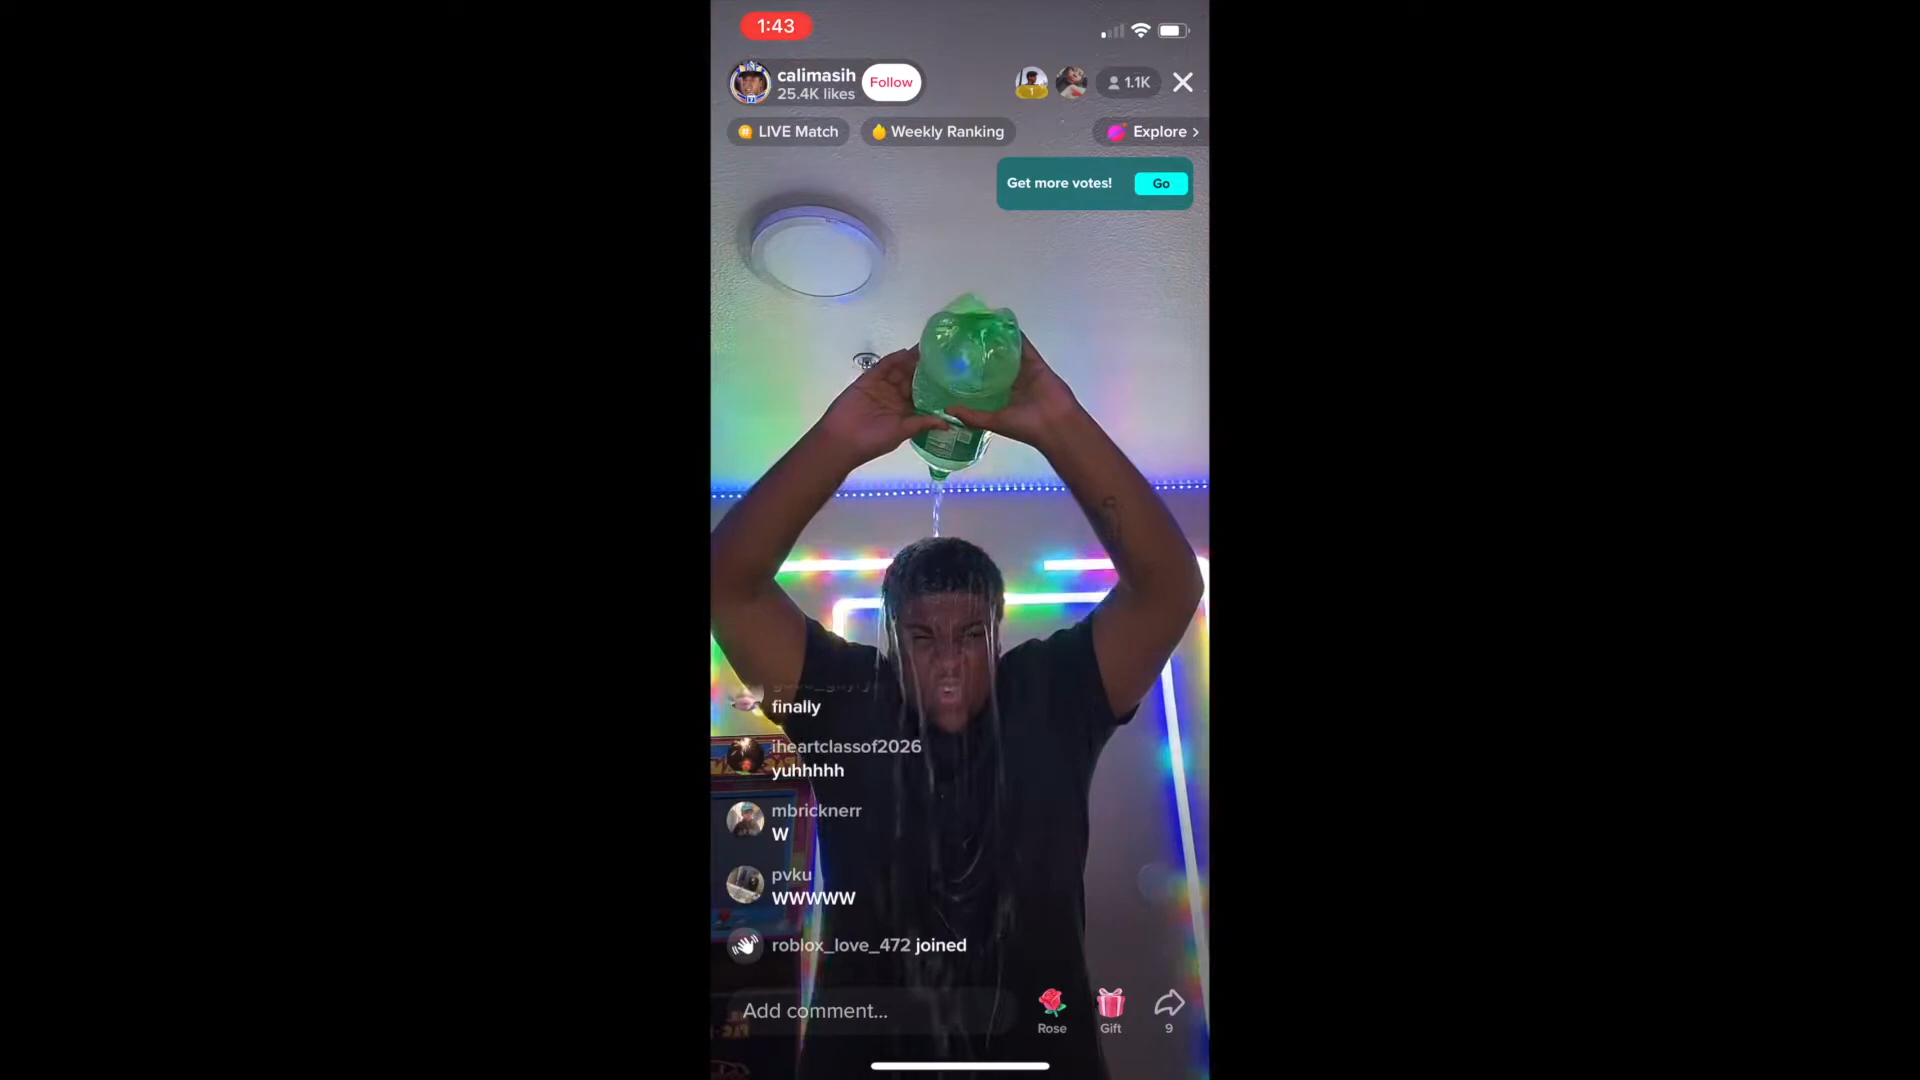 1:43
calimasih
25.4K likes
Follow
1
1.1K
LIVE Match
Weekly Ranking
Explore >
Get more votes!
Go
finally
iheartclassof2026
yuhhhhh
mbricknerr
W
pvku
WWWWW
roblox_love_472 joined
Add comment...
Rose
Gift
9